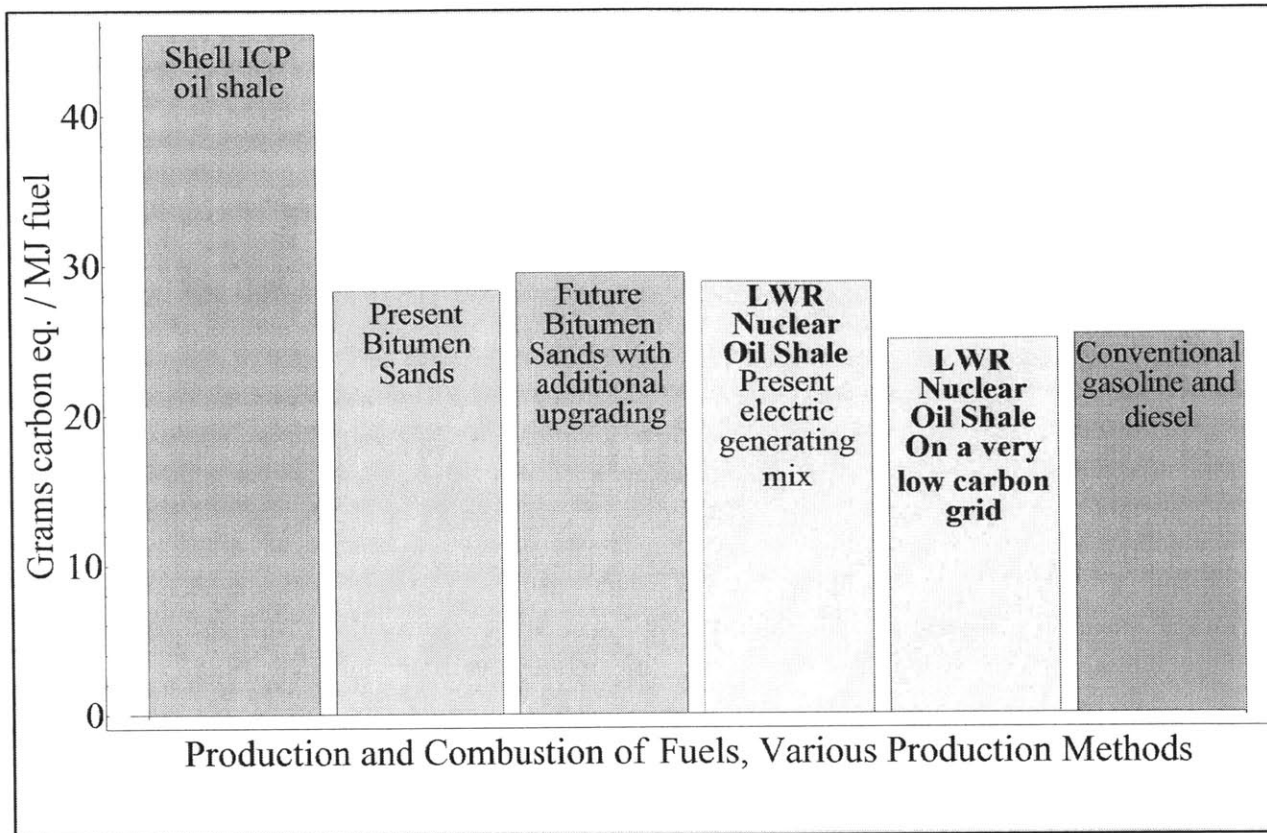 Grams carbon eq. / MJ fuel
40
30
20
10
0
Shell ICP
oil shale
Present
Bitumen
Sands
Future
Bitumen
Sands with
additional
upgrading
LWR
Nuclear
Oil Shale
Present
electric
generating
mix
LWR
Nuclear
Oil Shale
On a very
low carbon
grid
Conventional
gasoline and
diesel
Production and Combustion of Fuels, Various Production Methods